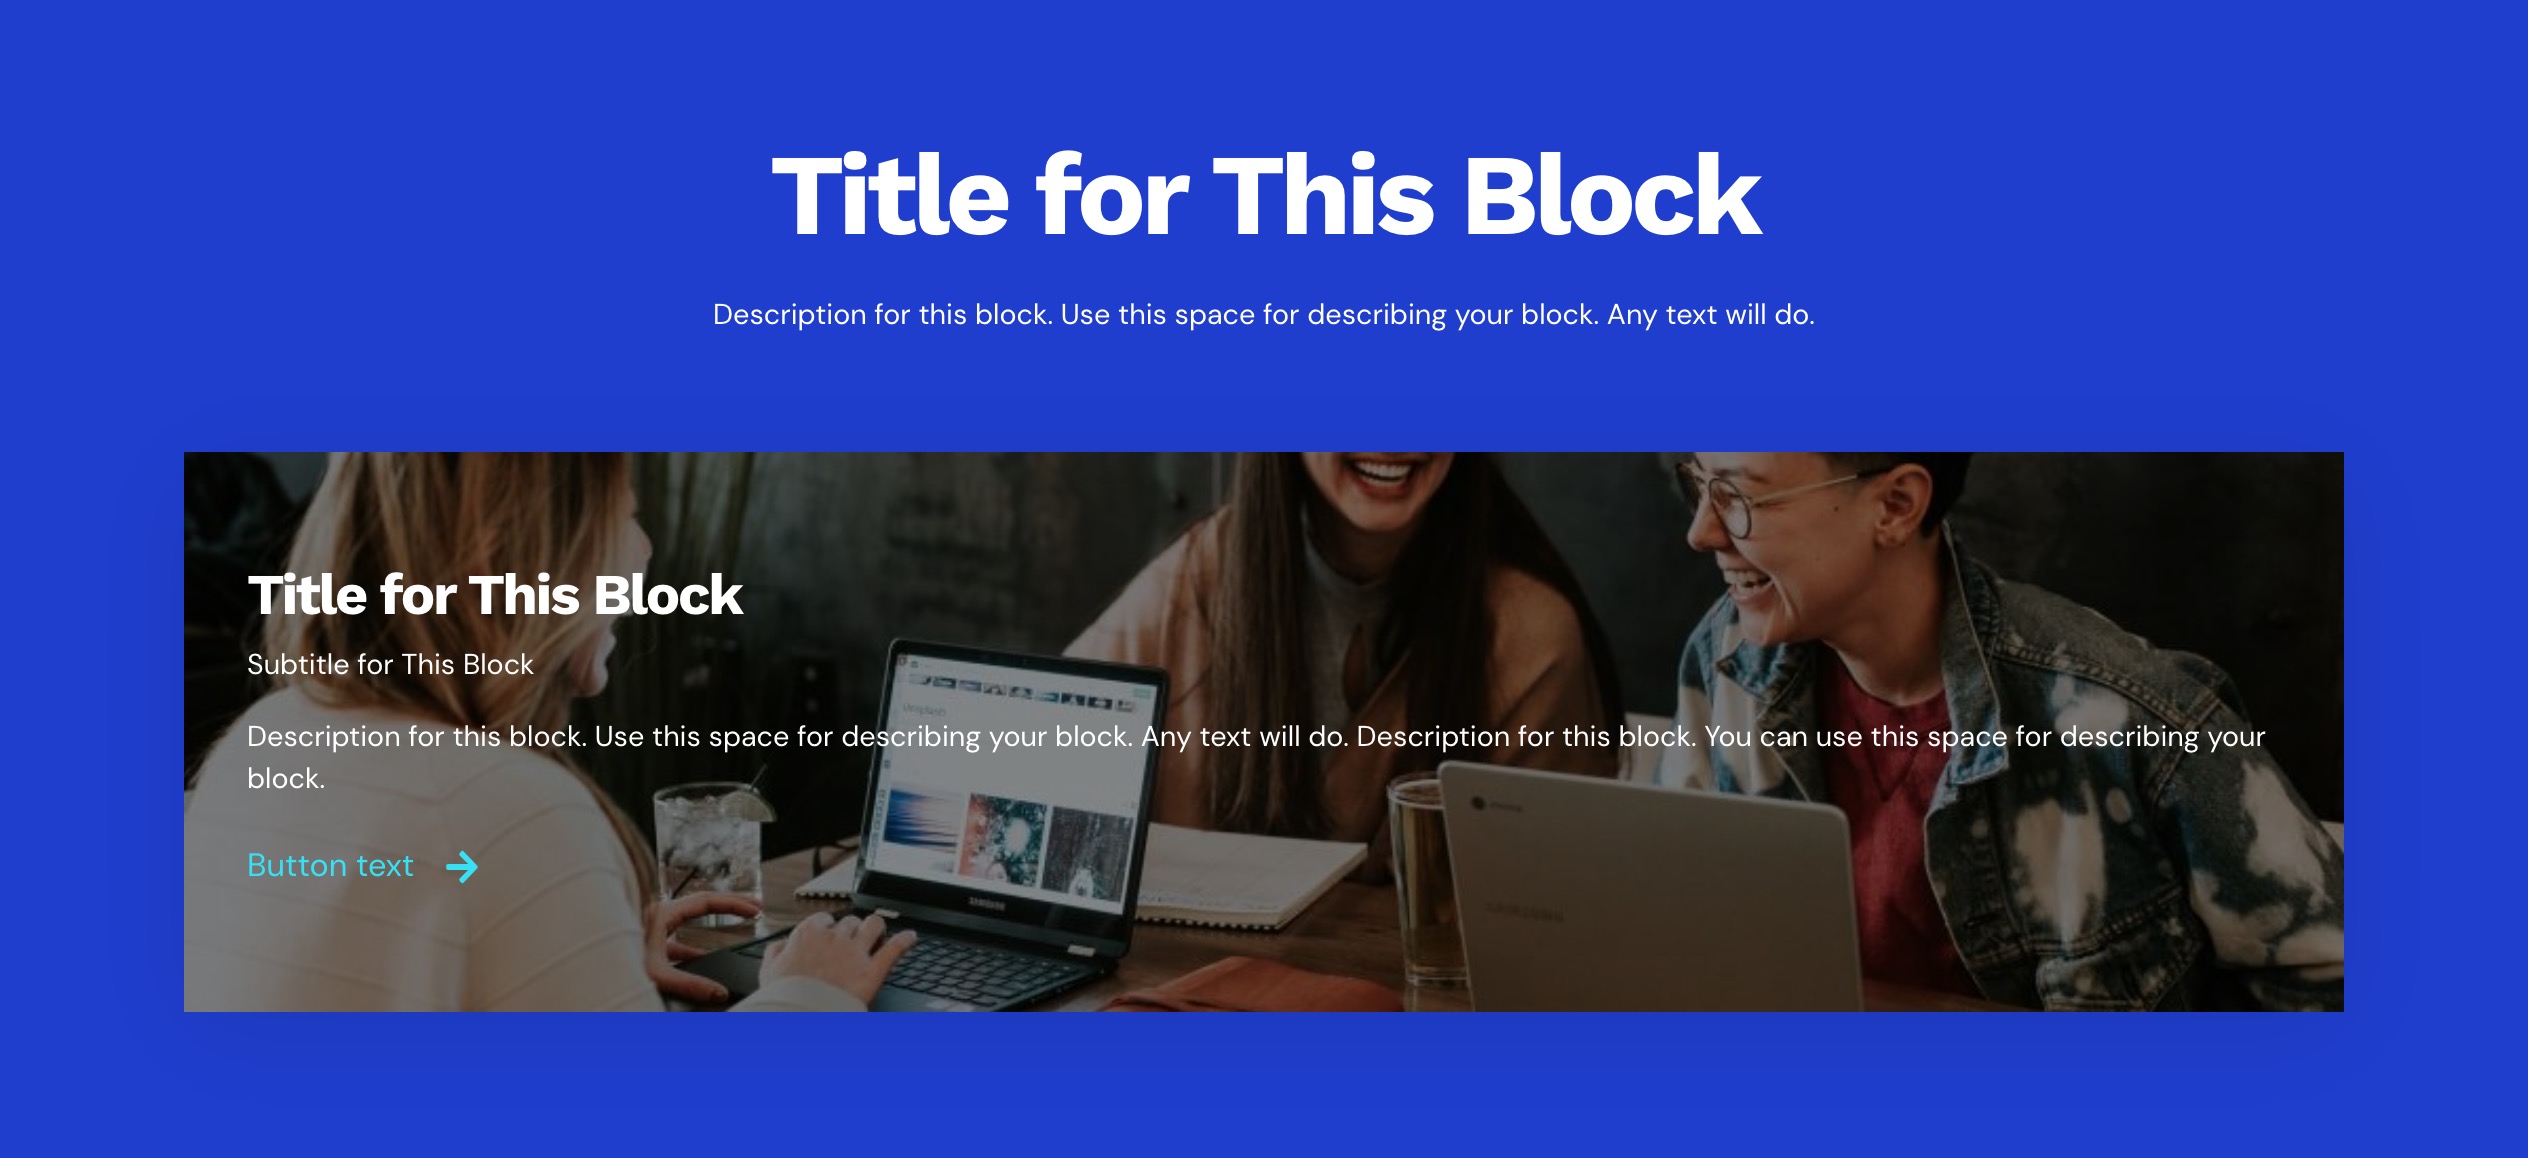 Title for This Block
Description for this block. Use this space for describing your block. Any text will do.
Title for This Block
Subtitle for This Block
Description for this block. Use this space for describing your block. Any text will do. Description for this block. You can use this space for describing your
block.
Button text
Unsplash
SAMSUNG